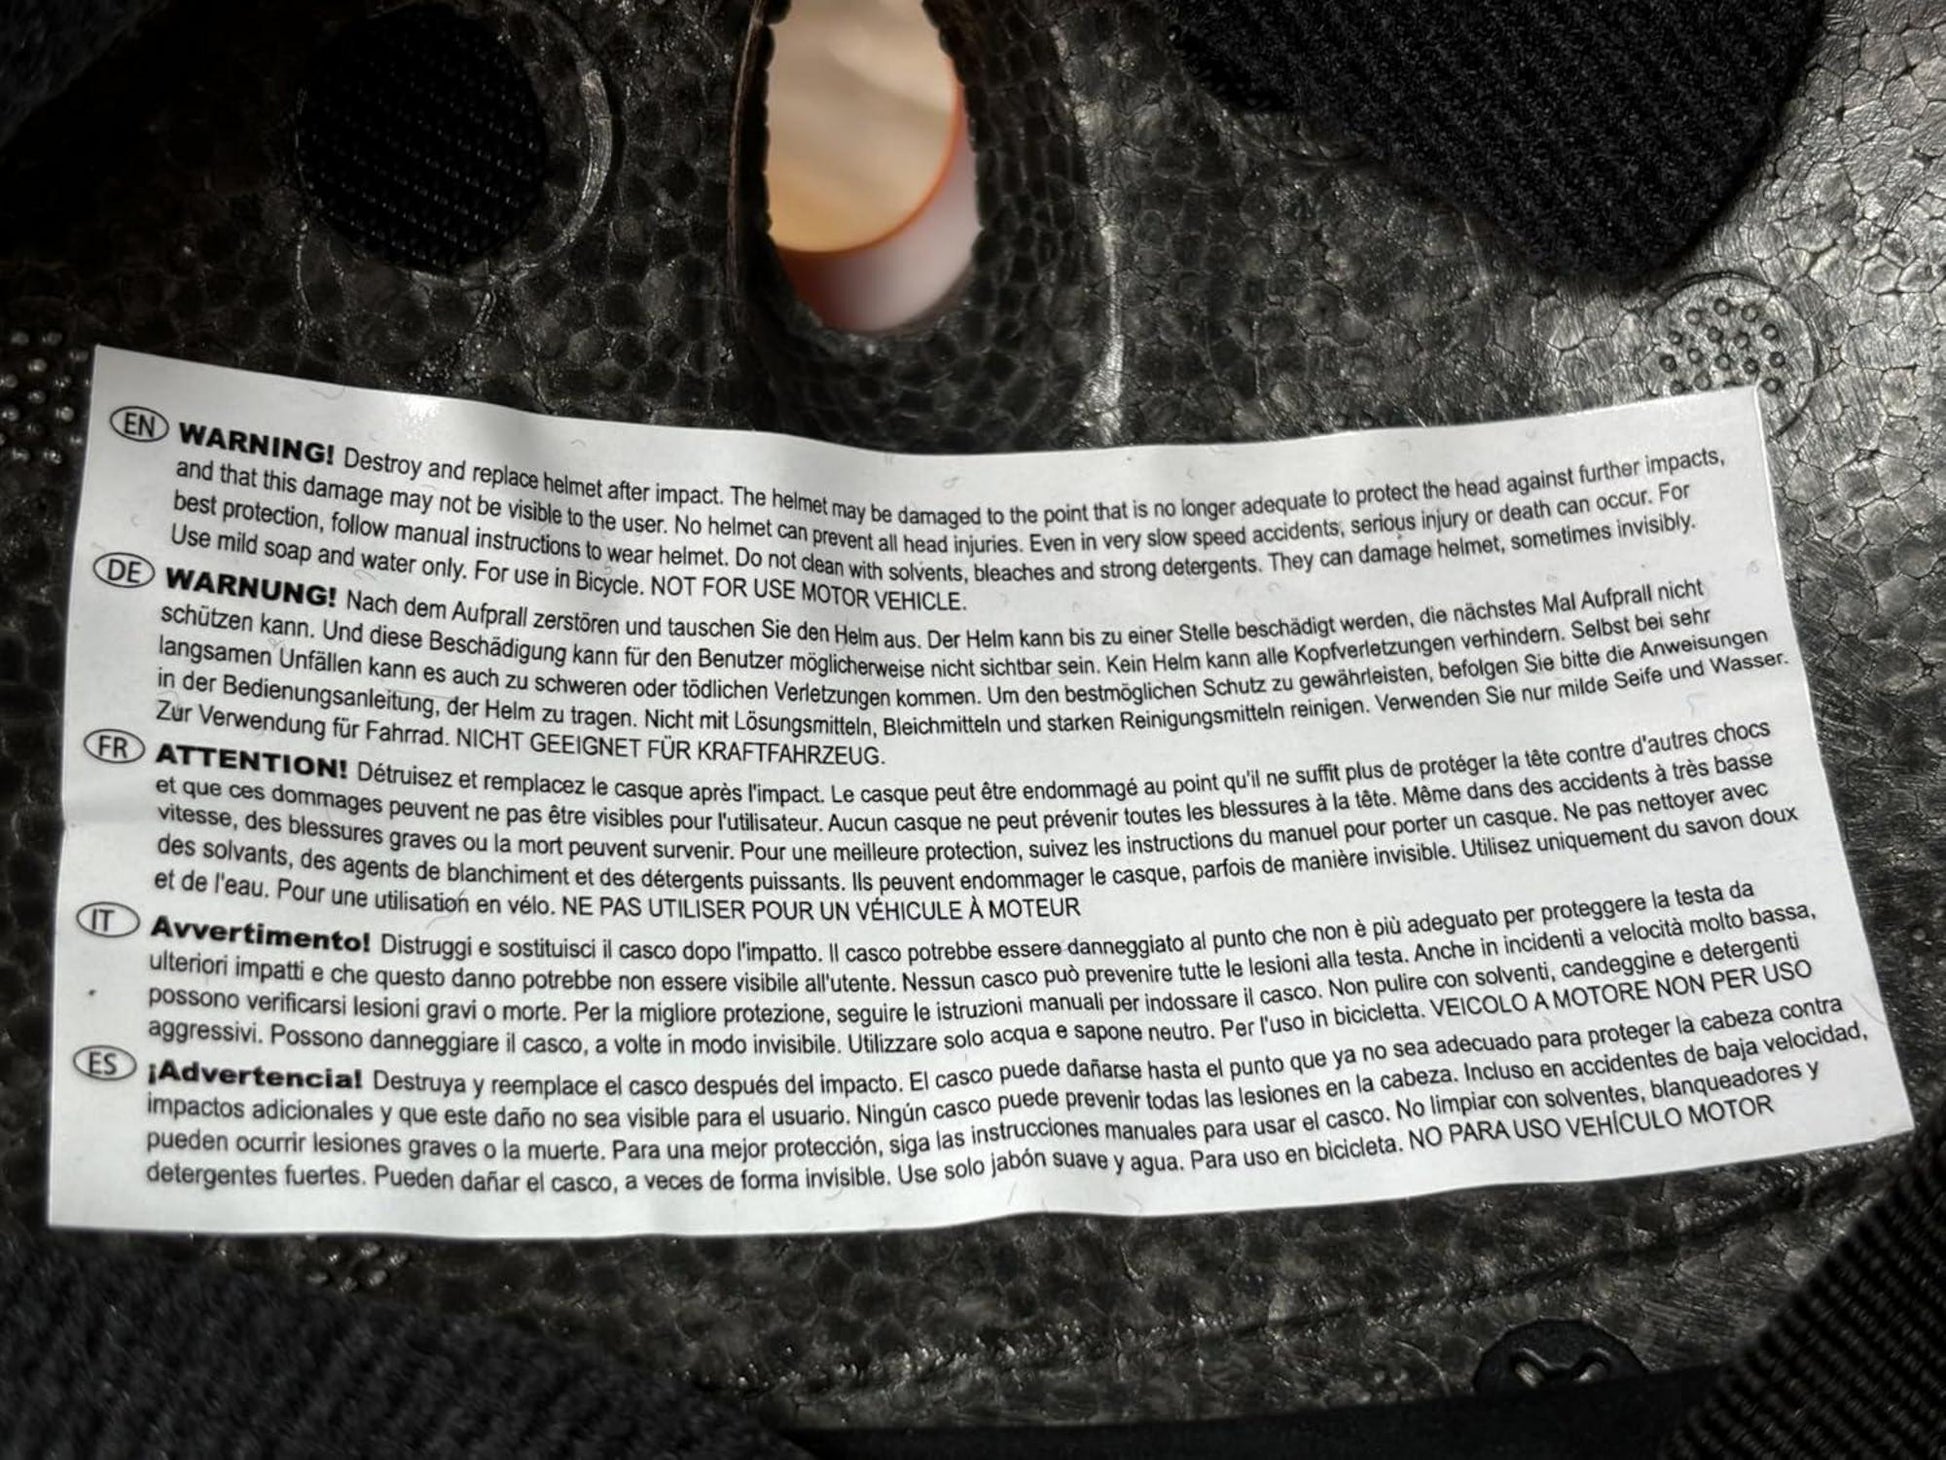 EN WARNING! Destroy and replace helmet after impact. The helmet may be damaged to the point that is no longer adequate to protect the head against further impacts,
and that this damage may not be visible to the user. No helmet can prevent all head injuries. Even in very slow speed accidents, serious injury or death can occur. For
best protection, follow manual instructions to wear helmet. Do not clean with solvents, bleaches and strong detergents. They can damage helmet, sometimes invisibly.
Use mild soap and water only. For use in Bicycle. NOT FOR USE MOTOR VEHICLE.
DE WARNUNG! Nach dem Aufprall zerstören und tauschen Sie den Helm aus. Der Helm kann bis zu einer Stelle beschädigt werden, die nächstes Mal Aufprall nicht
schützen kann. Und diese Beschädigung kann für den Benutzer möglicherweise nicht sichtbar sein. Kein Helm kann alle Kopfverletzungen verhindern. Selbst bei sehr
langsamen Unfällen kann es auch zu schweren oder tödlichen Verletzungen kommen. Um den bestmöglichen Schutz zu gewährleisten, befolgen Sie bitte die Anweisungen
in der Bedienungsanleitung, der Helm zu tragen. Nicht mit Lösungsmitteln, Bleichmitteln und starken Reinigungsmitteln reinigen. Verwenden Sie nur milde Seife und Wasser.
Zur Verwendung für Fahrrad. NICHT GEEIGNET FÜR KRAFTFAHRZEUG.
FR ATTENTION! Détruisez et remplacez le casque après l'impact. Le casque peut être endommagé au point qu'il ne suffit plus de protéger la tête contre d'autres chocs
et que ces dommages peuvent ne pas être visibles pour l'utilisateur. Aucun casque ne peut prévenir toutes les blessures à la tête. Même dans des accidents à très basse
vitesse, des blessures graves ou la mort peuvent survenir. Pour une meilleure protection, suivez les instructions du manuel pour porter un casque. Ne pas nettoyer avec
des solvants, des agents de blanchiment et des détergents puissants. Ils peuvent endommager le casque, parfois de manière invisible. Utilisez uniquement du savon doux
et de l'eau. Pour une utilisation en vélo. NE PAS UTILISER POUR UN VÉHICULE À MOTEUR
IT Avvertimento! Distruggi e sostituisci il casco dopo l'impatto. Il casco potrebbe essere danneggiato al punto che non è più adeguato per proteggere la testa da
ulteriori impatti e che questo danno potrebbe non essere visibile all'utente. Nessun casco può prevenire tutte le lesioni alla testa. Anche in incidenti a velocità molto bassa,
possono verificarsi lesioni gravi o morte. Per la migliore protezione, seguire le istruzioni manuali per indossare il casco. Non pulire con solventi, candeggine e detergenti
aggressivi. Possono danneggiare il casco, a volte in modo invisibile. Utilizzare solo acqua e sapone neutro. Per l'uso in bicicletta. VEICOLO A MOTORE NON PER USO
ES ¡Advertencia! Destruya y reemplace el casco después del impacto. El casco puede dañarse hasta el punto que ya no sea adecuado para proteger la cabeza contra
impactos adicionales y que este daño no sea visible para el usuario. Ningún casco puede prevenir todas las lesiones en la cabeza. Incluso en accidentes de baja velocidad,
pueden ocurrir lesiones graves o la muerte. Para una mejor protección, siga las instrucciones manuales para usar el casco. No limpiar con solventes, blanqueadores y
detergentes fuertes. Pueden dañar el casco, a veces de forma invisible. Use solo jabón suave y agua. Para uso en bicicleta. NO PARA USO VEHÍCULO MOTOR